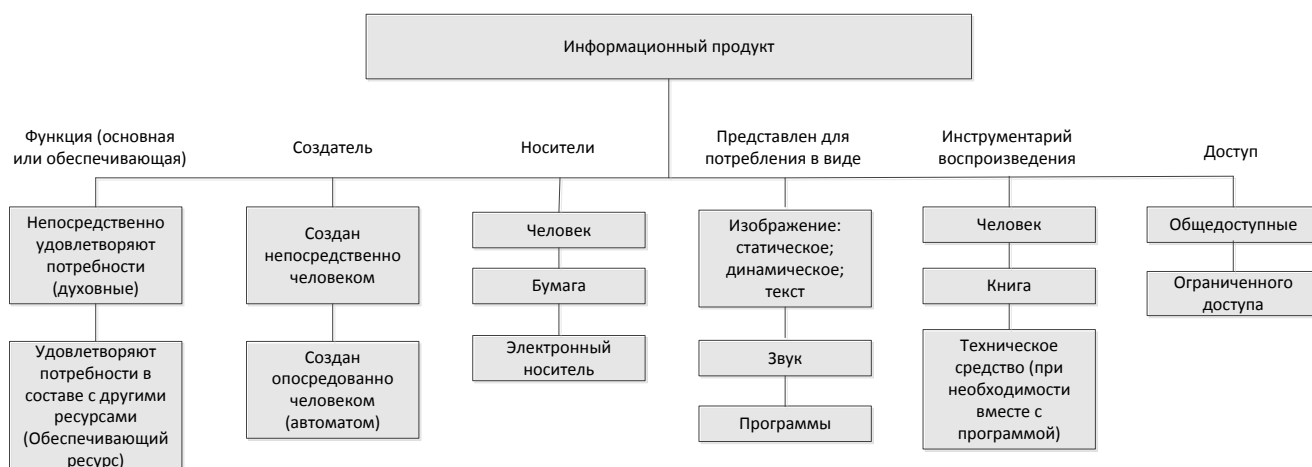 Информационный продукт
Функция (основная
или обеспечивающая)
Создатель
Носители
Представлен для
потребления в виде
Инструментарий
воспроизведения
Доступ
Непосредственно
удовлетворяют
потребности
(духовные)
Удовлетворяют
потребности в
составе с другими
ресурсами
(Обеспечивающий
ресурс)
Создан
непосредственно
человеком
Создан
опосредованно
человеком
(автоматом)
Человек
Бумага
Электронный
носитель
Изображение:
статическое;
динамическое;
текст
Звук
Программы
Человек
Книга
Техническое
средство (при
необходимости
вместе с
программой)
Общедоступные
Ограниченного
доступа